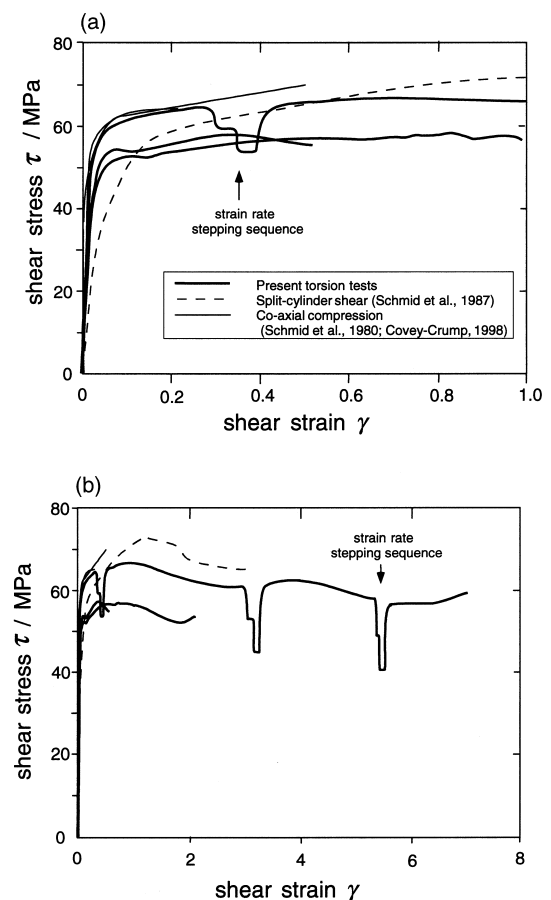 (a)
80
60
40
20
0
shear stress τ / MPa
strain rate
stepping sequence
Present torsion tests
Split-cylinder shear (Schmid et al., 1987)
Co-axial compression
(Schmid et al., 1980; Covey-Crump, 1998)
0 0.2 0.4 0.6 0.8 1.0
shear strain γ
(b)
80
60
40
20
0
shear stress τ / MPa
strain rate
stepping sequence
0 2 4 6 8
shear strain γ